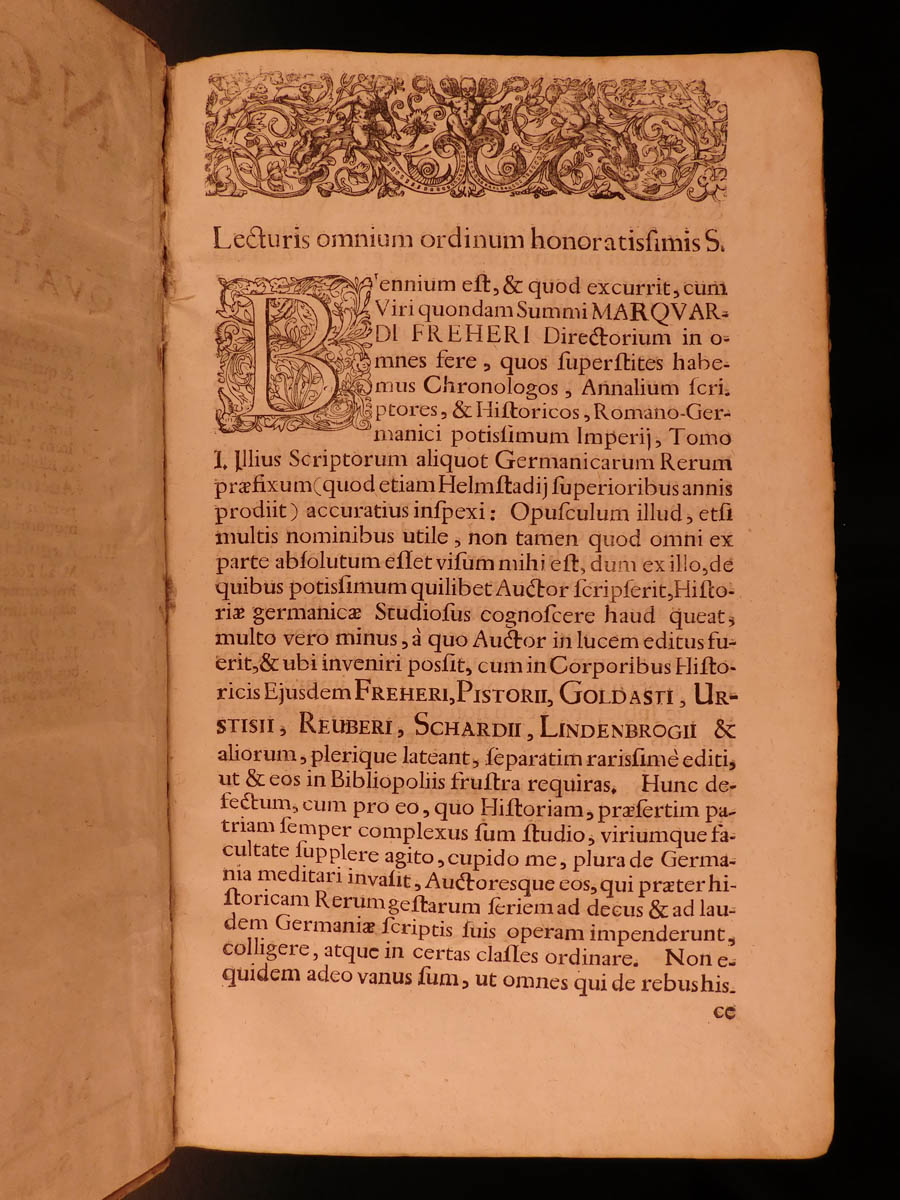 Lecturis omnium ordinum honoratissimis S.
Bïennium eſt, & quod excurrit, cum
Viri quondam Summi MARQVAR-
DI FREHERI Directorium in o-
mnes fere, quos ſuperſtites habe-
mus Chronologos, Annalium ſcri-
ptores, & Hiſtoricos, Romano-Ger-
manici potiſſimum Imperij, Tomo
I. Illius Scriptorum aliquot Germanicarum Rerum
præfixum (quod etiam Helmſtadij ſuperioribus annis
prodiit) accuratius inſpexi: Opuſculum illud, etſi
multis nominibus utile, non tamen quod omni ex
parte abſolutum eſſet viſum mihi eſt, dum ex illo, de
quibus potiſſimum quilibet Auctor ſcripſerit, Hiſto-
riæ germanicæ Studioſus cognoſcere haud queat,
multo vero minus, à quo Auctor in lucem editus fu-
erit, & ubi inveniri poſſit, cum in Corporibus Hiſto-
ricis Ejusdem FREHERI, PISTORII, GOLDASTI, UR-
STISII, REUBERI, SCHARDII, LINDENBROGII &
aliorum, plerique lateant, ſeparatim rariſſimè editi,
ut & eos in Bibliopoliis fruſtra requiras. Hunc de-
fectum, cum pro eo, quo Hiſtoriam, præſertim pa-
triam ſemper complexus ſum ſtudio, viriumque fa-
cultate ſupplere agito, cupido me, plura de Germa-
nia meditari invaſit, Auctoresque eos, qui præter hi-
ſtoricam Rerum geſtarum ſeriem ad decus & ad lau-
dem Germaniæ ſcriptis ſuis operam impenderunt,
colligere, atque in certas claſſes ordinare. Non e-
quidem adeo vanus ſum, ut omnes qui de rebus his.
ce